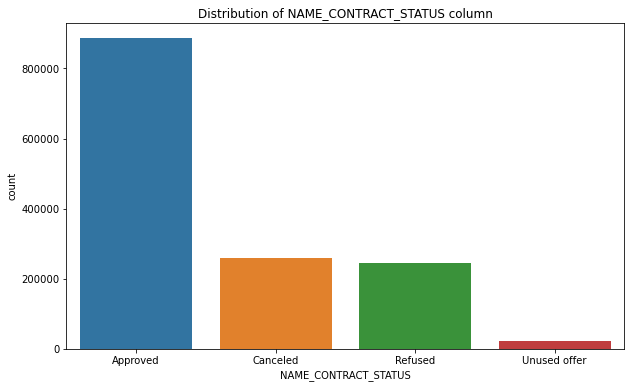 Distribution of NAME_CONTRACT_STATUS column
800000
600000
400000
200000
0
count
Approved
Canceled
Refused
Unused offer
NAME_CONTRACT_STATUS